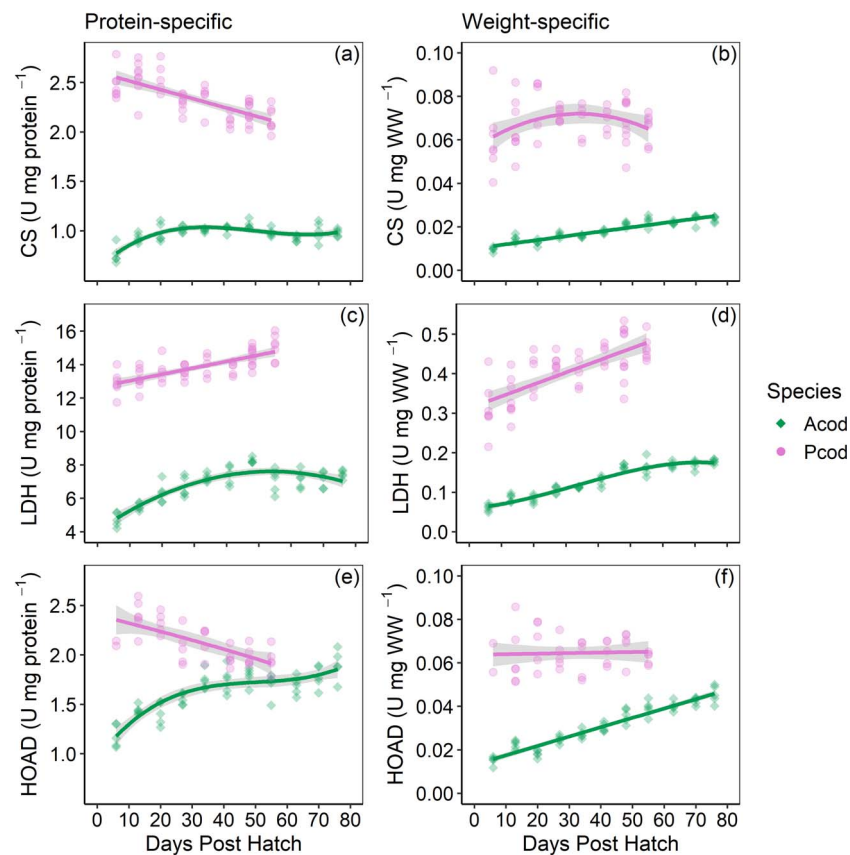 Protein-specific
Weight-specific
(a)
CS (U mg protein ⁻¹)
2.5
2.0
1.5
1.0
(b)
CS (U mg WW ⁻¹)
0.10
0.08
0.06
0.04
0.02
0.00
(c)
LDH (U mg protein ⁻¹)
16
14
12
10
8
6
4
(d)
LDH (U mg WW ⁻¹)
0.5
0.4
0.3
0.2
0.1
0.0
Species
Acod
Pcod
(e)
HOAD (U mg protein ⁻¹)
2.5
2.0
1.5
1.0
0 10 20 30 40 50 60 70 80
Days Post Hatch
(f)
HOAD (U mg WW ⁻¹)
0.10
0.08
0.06
0.04
0.02
0.00
0 10 20 30 40 50 60 70 80
Days Post Hatch